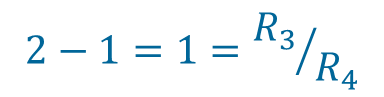 2 − 1 = 1 = R₃/R₄